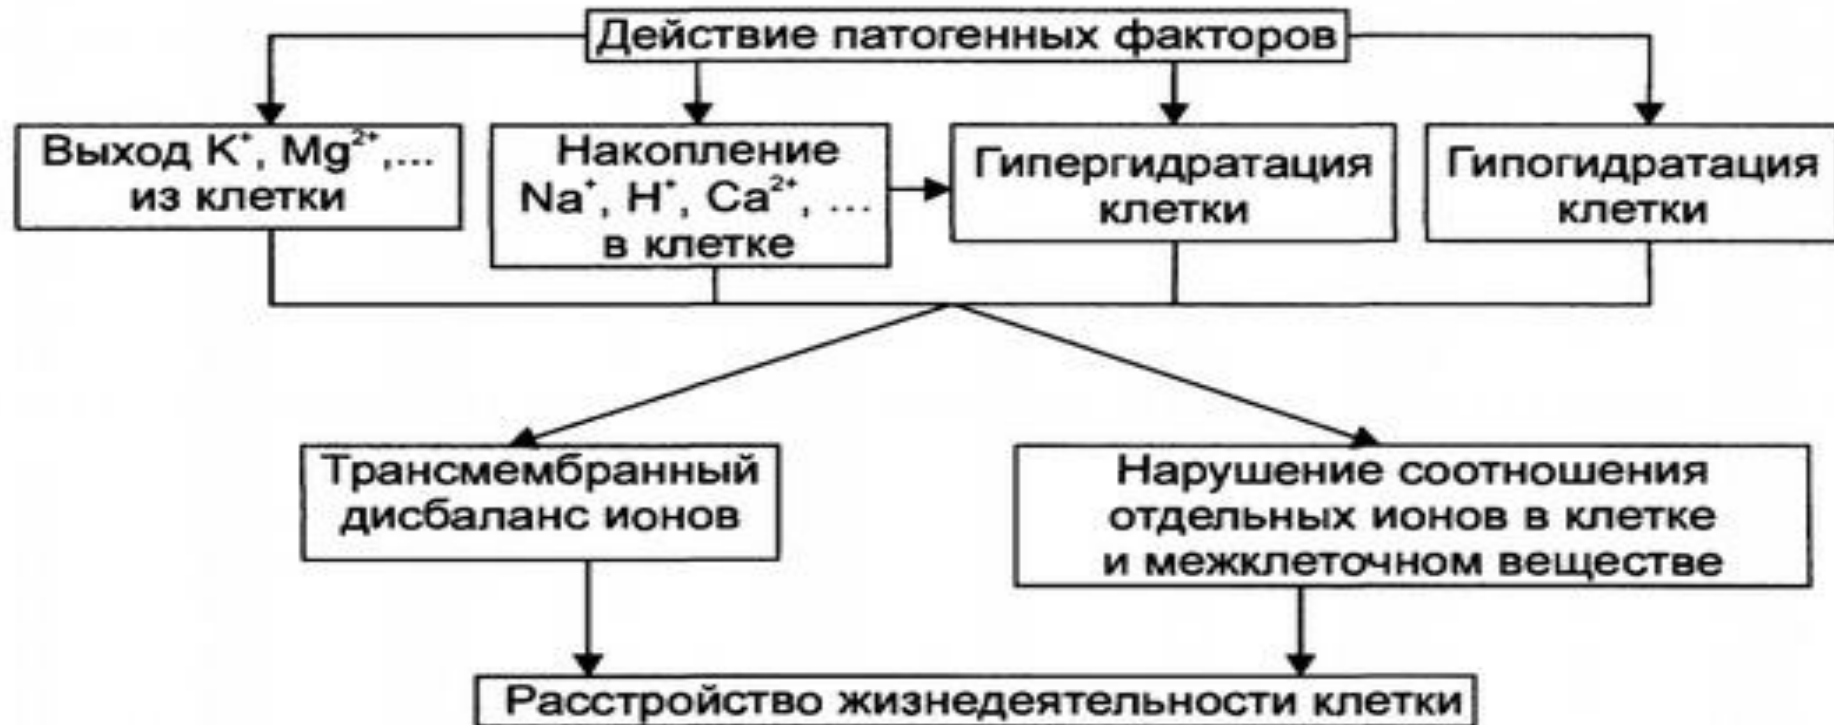 Действие патогенных факторов
Выход K⁺, Mg²⁺,...
из клетки
Накопление
Na⁺, H⁺, Ca²⁺, ...
в клетке
Гипергидратация
клетки
Гипогидратация
клетки
Трансмембранный
дисбаланс ионов
Нарушение соотношения
отдельных ионов в клетке
и межклеточном веществе
Расстройство жизнедеятельности клетки